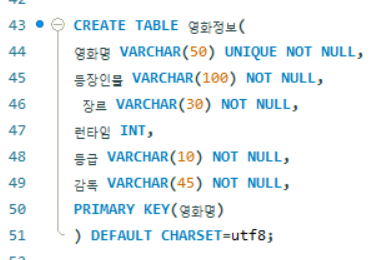 43 CREATE TABLE 영화정보(
44 영화명 VARCHAR(50) UNIQUE NOT NULL,
45 등장인물 VARCHAR(100) NOT NULL,
46 장르 VARCHAR(30) NOT NULL,
47 런타임 INT,
48 등급 VARCHAR(10) NOT NULL,
49 감독 VARCHAR(45) NOT NULL,
50 PRIMARY KEY(영화명)
51 ) DEFAULT CHARSET=utf8;